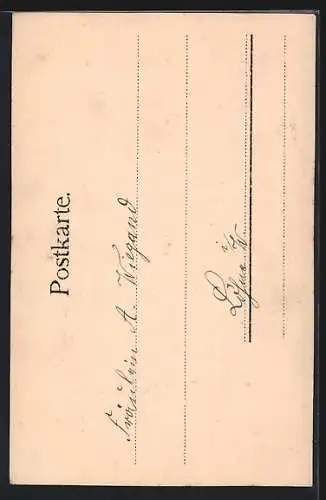 Postkarte.
Fräulein A. Wiegand
i/
W.